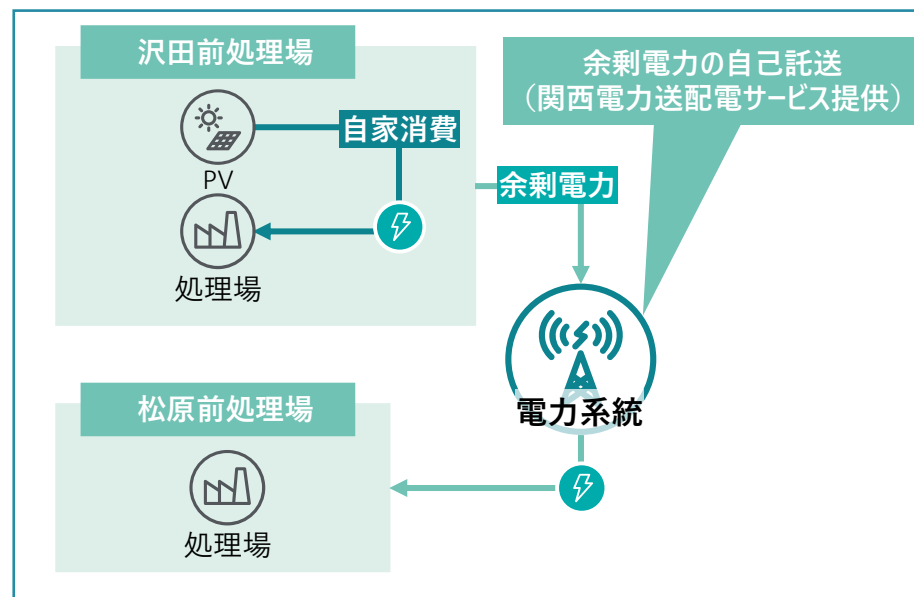 沢田前処理場
PV
自家消費
処理場
余剰電力の自己託送
（関西電力送配電サービス提供）
余剰電力
電力系統
松原前処理場
処理場